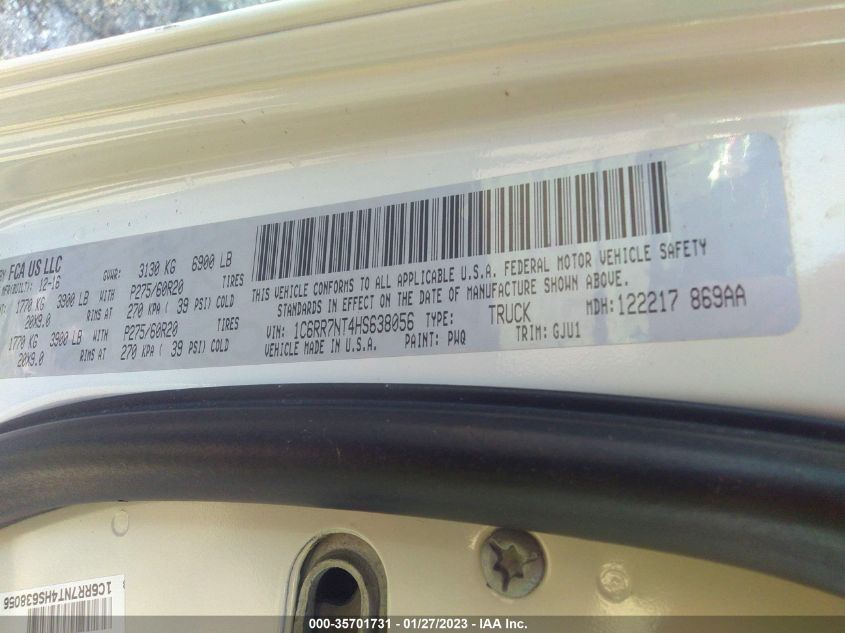 BY FCA US LLC
MFR/BUILT: 12-16 GVWR: 3130 KG 6900 LB
1770 KG 3900 LB WITH P275/60R20 TIRES
20X9.0 RIMS AT 270 KPA ( 39 PSI) COLD
1770 KG 3900 LB WITH P275/60R20 TIRES
20X9.0 RIMS AT 270 KPA ( 39 PSI) COLD
THIS VEHICLE CONFORMS TO ALL APPLICABLE U.S.A. FEDERAL MOTOR VEHICLE SAFETY
STANDARDS IN EFFECT ON THE DATE OF MANUFACTURE SHOWN ABOVE.
VIN: 1C6RR7NT4HS638056 TYPE: TRUCK MDH:122217 869AA
VEHICLE MADE IN U.S.A. PAINT: PWQ TRIM: GJU1
1C6RR7NT4HS638056
000-35701731 - 01/27/2023 - IAA Inc.